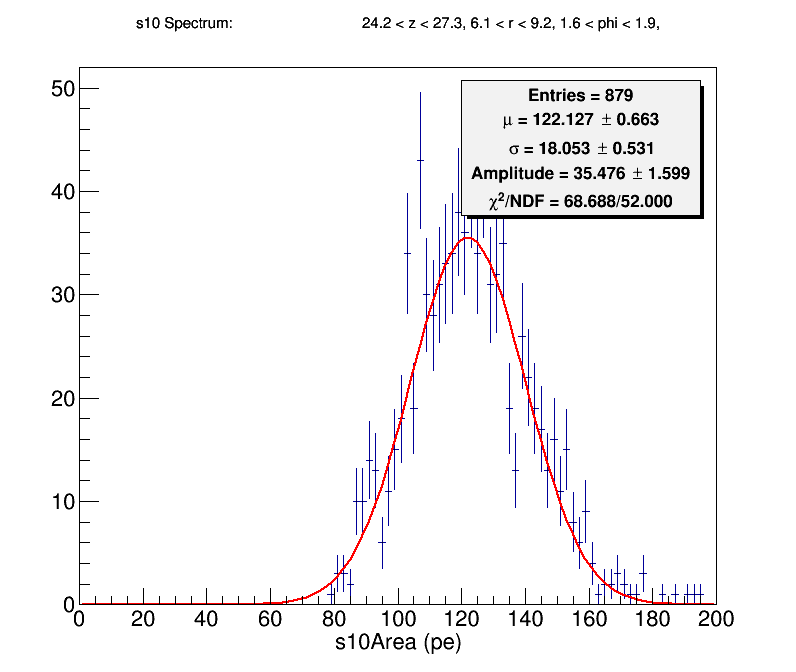 s10 Spectrum: 24.2 < z < 27.3, 6.1 < r < 9.2, 1.6 < phi < 1.9,
Entries = 879
μ = 122.127 ± 0.663
σ = 18.053 ± 0.531
Amplitude = 35.476 ± 1.599
χ²/NDF = 68.688/52.000
50
40
30
20
10
0
0 20 40 60 80 100 120 140 160 180 200
s10Area (pe)